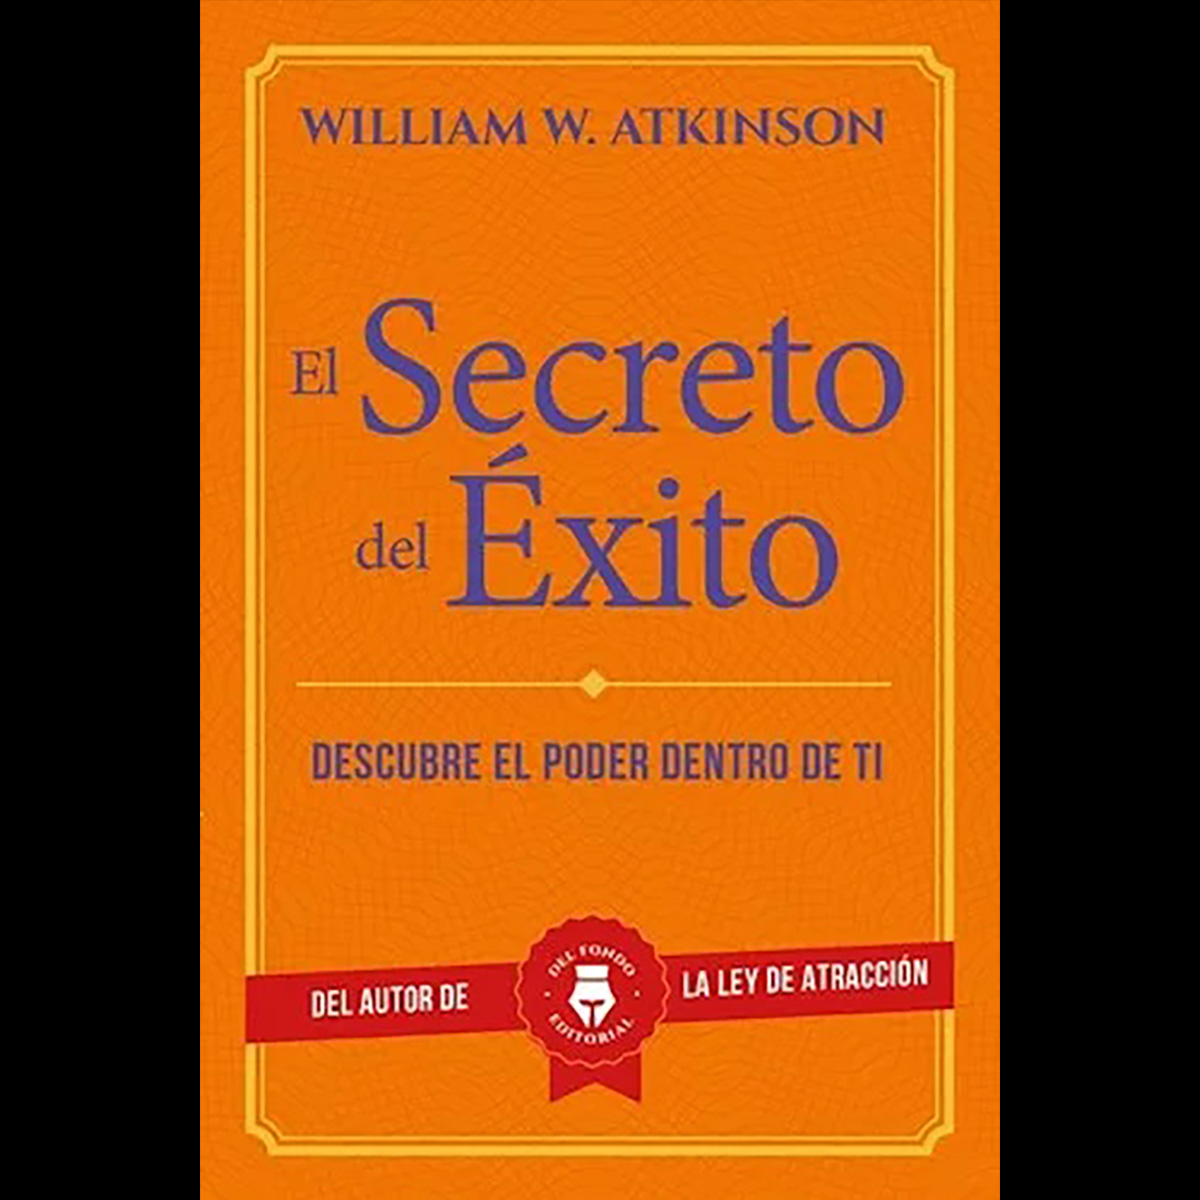 WILLIAM W. ATKINSON
El Secreto
del Éxito
DESCUBRE EL PODER DENTRO DE TI
DEL AUTOR DE
DEL FONDO
EDITORIAL
LA LEY DE ATRACCIÓN